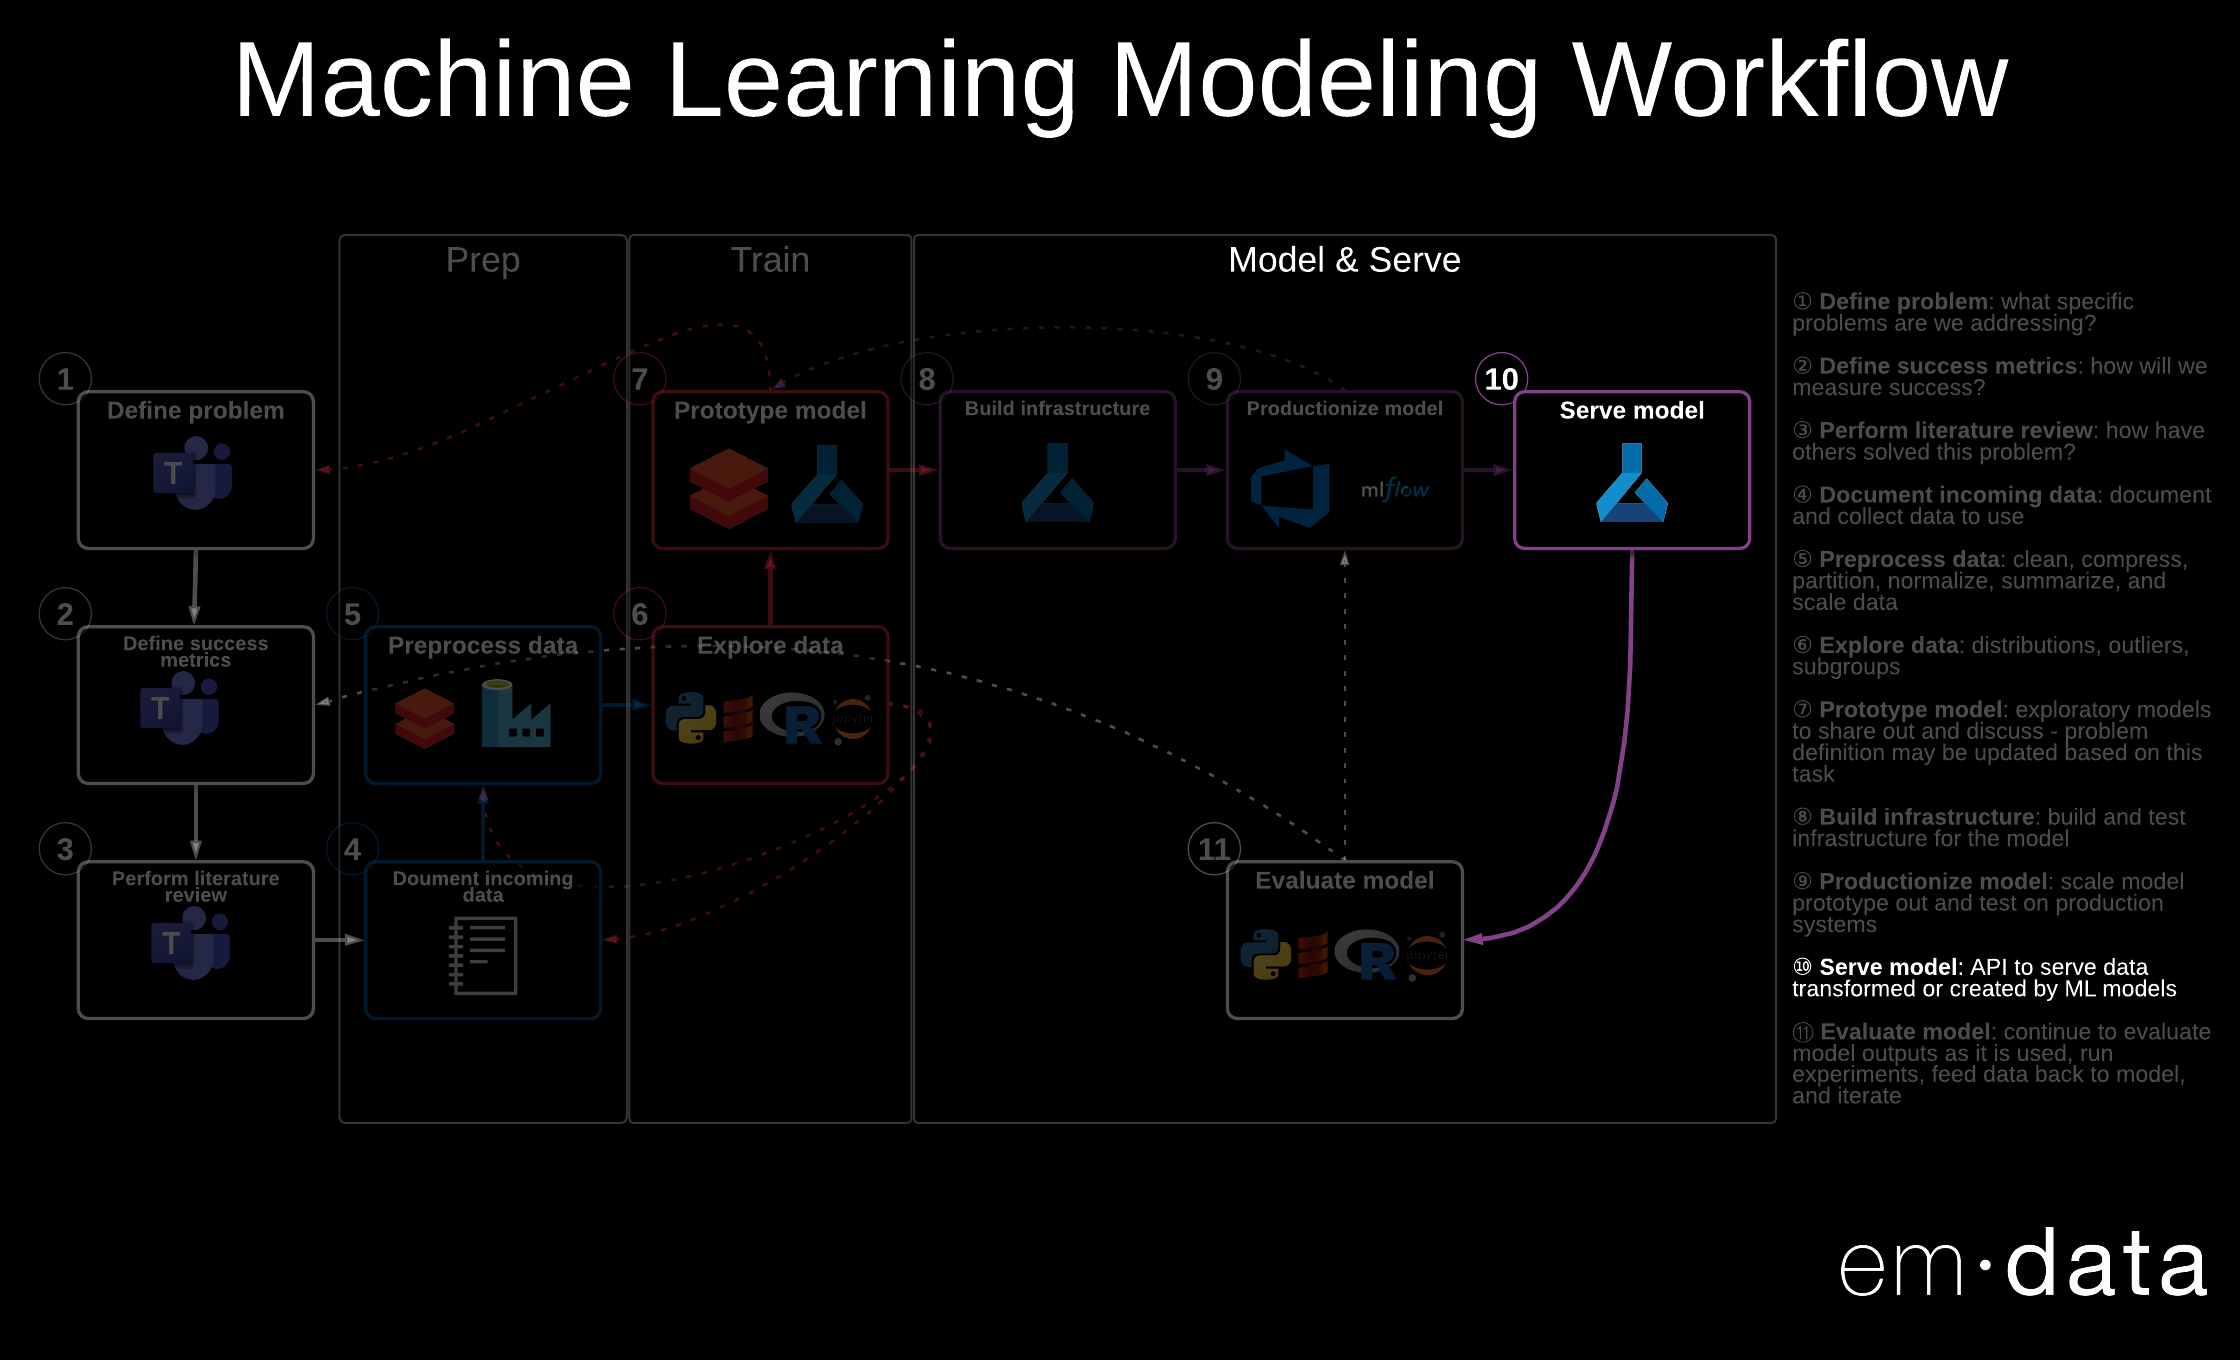 Machine Learning Modeling Workflow
Prep
Train
Model & Serve
1
Define problem
T
2
Define success
metrics
T
3
Perform literature
review
T
4
Doument incoming
data
5
Preprocess data
6
Explore data
R
jupyter
7
Prototype model
8
Build infrastructure
9
Productionize model
mlflow
10
Serve model
11
Evaluate model
R
jupyter
① Define problem: what specific
problems are we addressing?
② Define success metrics: how will we
measure success?
③ Perform literature review: how have
others solved this problem?
④ Document incoming data: document
and collect data to use
⑤ Preprocess data: clean, compress,
partition, normalize, summarize, and
scale data
⑥ Explore data: distributions, outliers,
subgroups
⑦ Prototype model: exploratory models
to share out and discuss - problem
definition may be updated based on this
task
⑧ Build infrastructure: build and test
infrastructure for the model
⑨ Productionize model: scale model
prototype out and test on production
systems
⑩ Serve model: API to serve data
transformed or created by ML models
⑪ Evaluate model: continue to evaluate
model outputs as it is used, run
experiments, feed data back to model,
and iterate
em·data